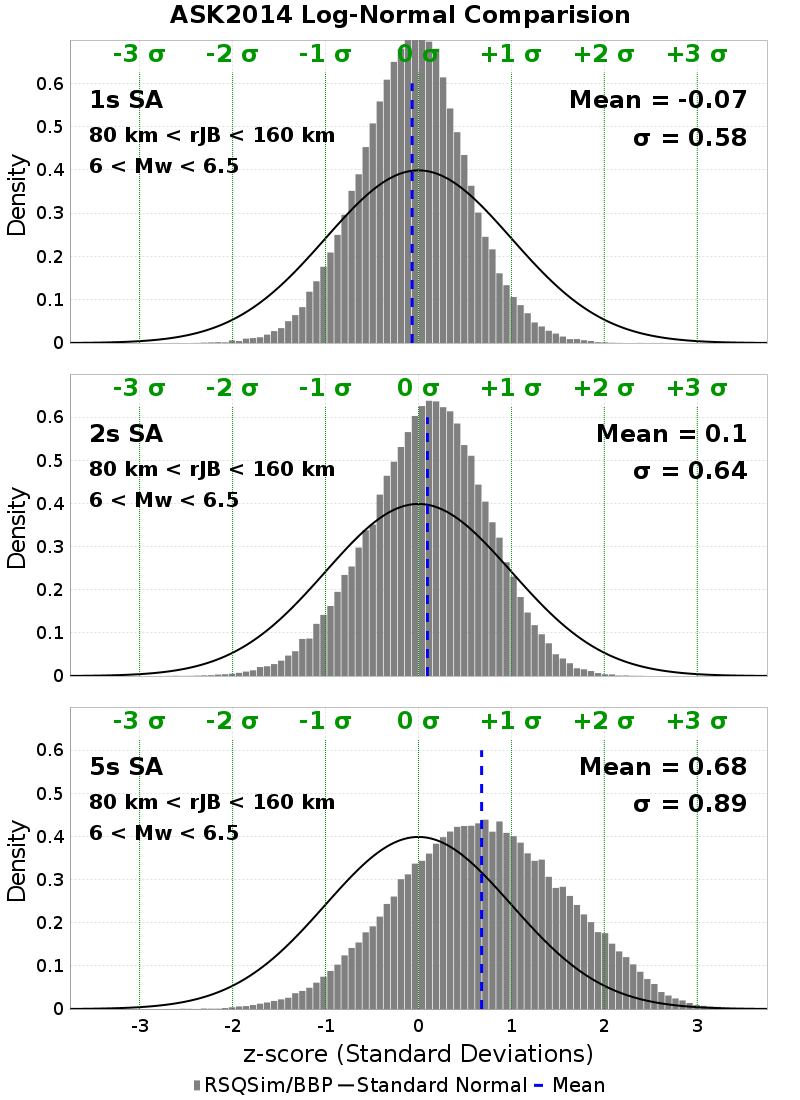 ASK2014 Log-Normal Comparision
-3 σ -2 σ -1 σ 0 σ +1 σ +2 σ +3 σ
1s SA
80 km < rJB < 160 km
6 < Mw < 6.5
Mean = -0.07
σ = 0.58
Density
0.6
0.5
0.4
0.3
0.2
0.1
0
-3 σ -2 σ -1 σ 0 σ +1 σ +2 σ +3 σ
2s SA
80 km < rJB < 160 km
6 < Mw < 6.5
Mean = 0.1
σ = 0.64
Density
0.6
0.5
0.4
0.3
0.2
0.1
0
-3 σ -2 σ -1 σ 0 σ +1 σ +2 σ +3 σ
5s SA
80 km < rJB < 160 km
6 < Mw < 6.5
Mean = 0.68
σ = 0.89
Density
0.6
0.5
0.4
0.3
0.2
0.1
0
-3 -2 -1 0 1 2 3
z-score (Standard Deviations)
RSQSim/BBP Standard Normal Mean